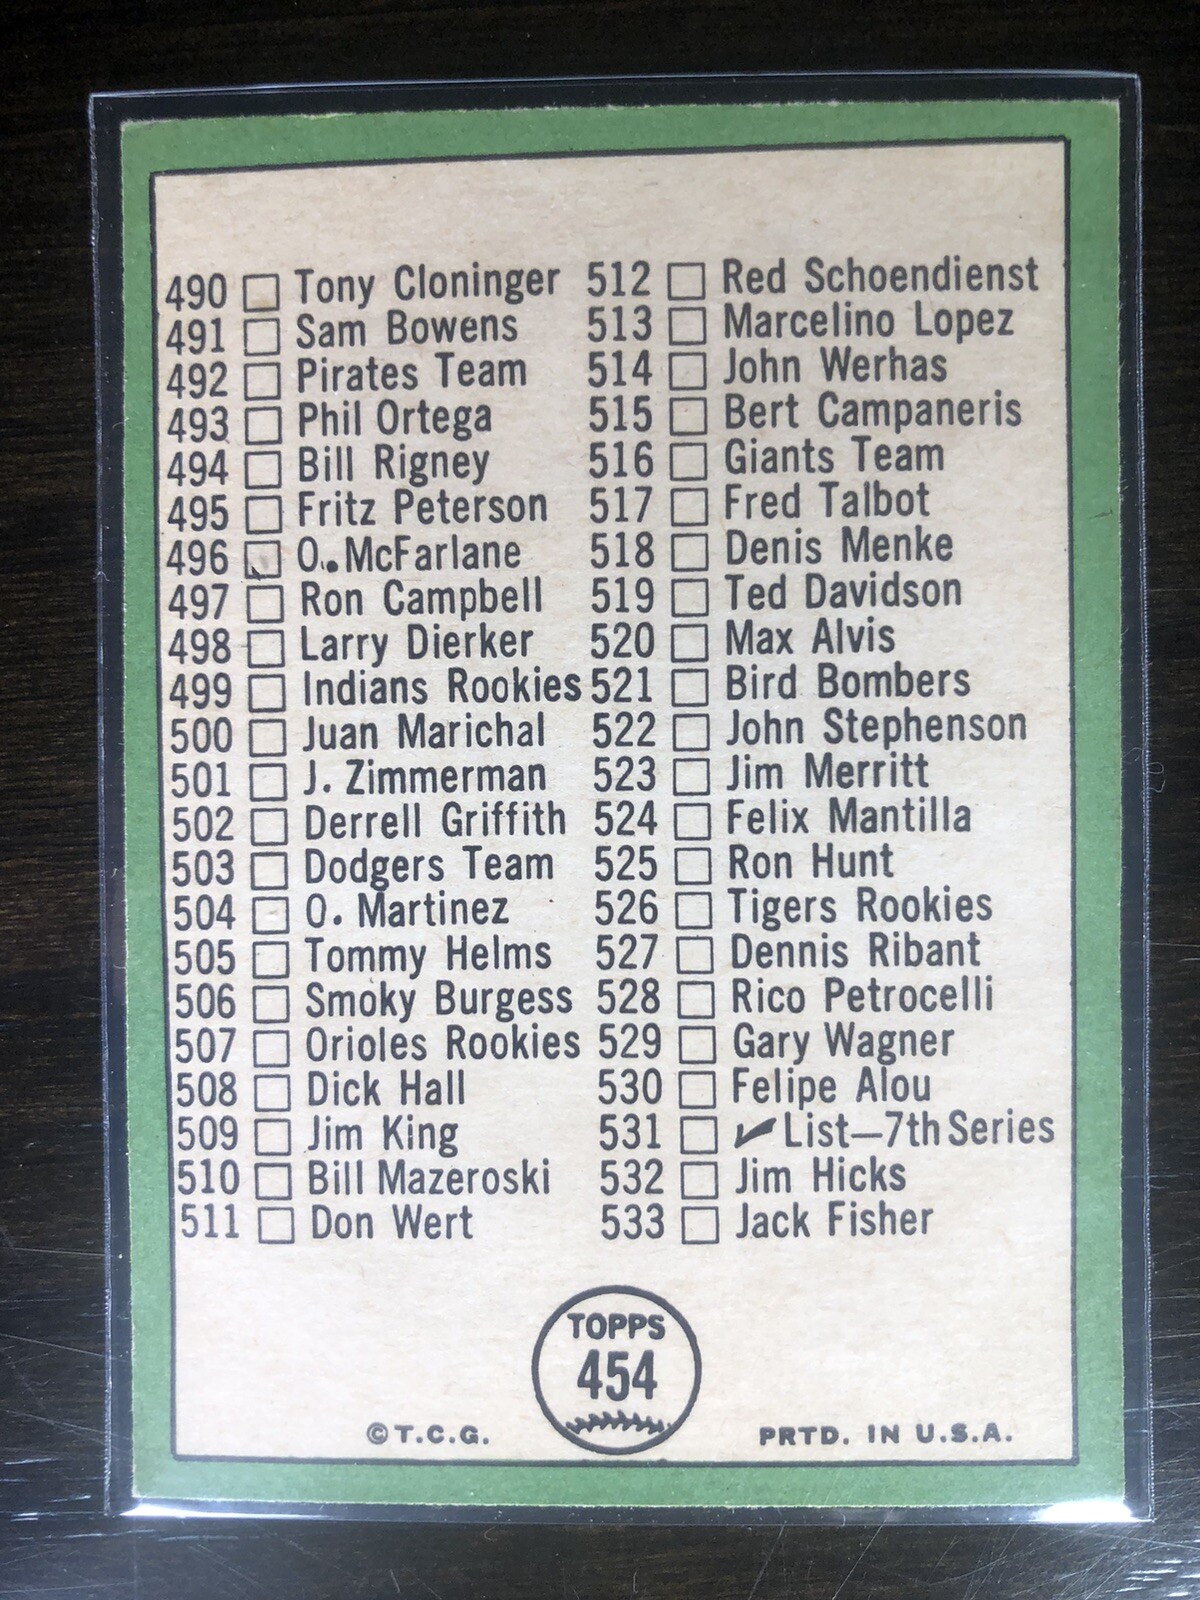 490 Tony Cloninger
491 Sam Bowens
492 Pirates Team
493 Phil Ortega
494 Bill Rigney
495 Fritz Peterson
496 O. McFarlane
497 Ron Campbell
498 Larry Dierker
499 Indians Rookies
500 Juan Marichal
501 J. Zimmerman
502 Derrell Griffith
503 Dodgers Team
504 O. Martinez
505 Tommy Helms
506 Smoky Burgess
507 Orioles Rookies
508 Dick Hall
509 Jim King
510 Bill Mazeroski
511 Don Wert
512 Red Schoendienst
513 Marcelino Lopez
514 John Werhas
515 Bert Campaneris
516 Giants Team
517 Fred Talbot
518 Denis Menke
519 Ted Davidson
520 Max Alvis
521 Bird Bombers
522 John Stephenson
523 Jim Merritt
524 Felix Mantilla
525 Ron Hunt
526 Tigers Rookies
527 Dennis Ribant
528 Rico Petrocelli
529 Gary Wagner
530 Felipe Alou
531 ✓ List—7th Series
532 Jim Hicks
533 Jack Fisher
TOPPS
454
© T.C.G.
PRTD. IN U.S.A.